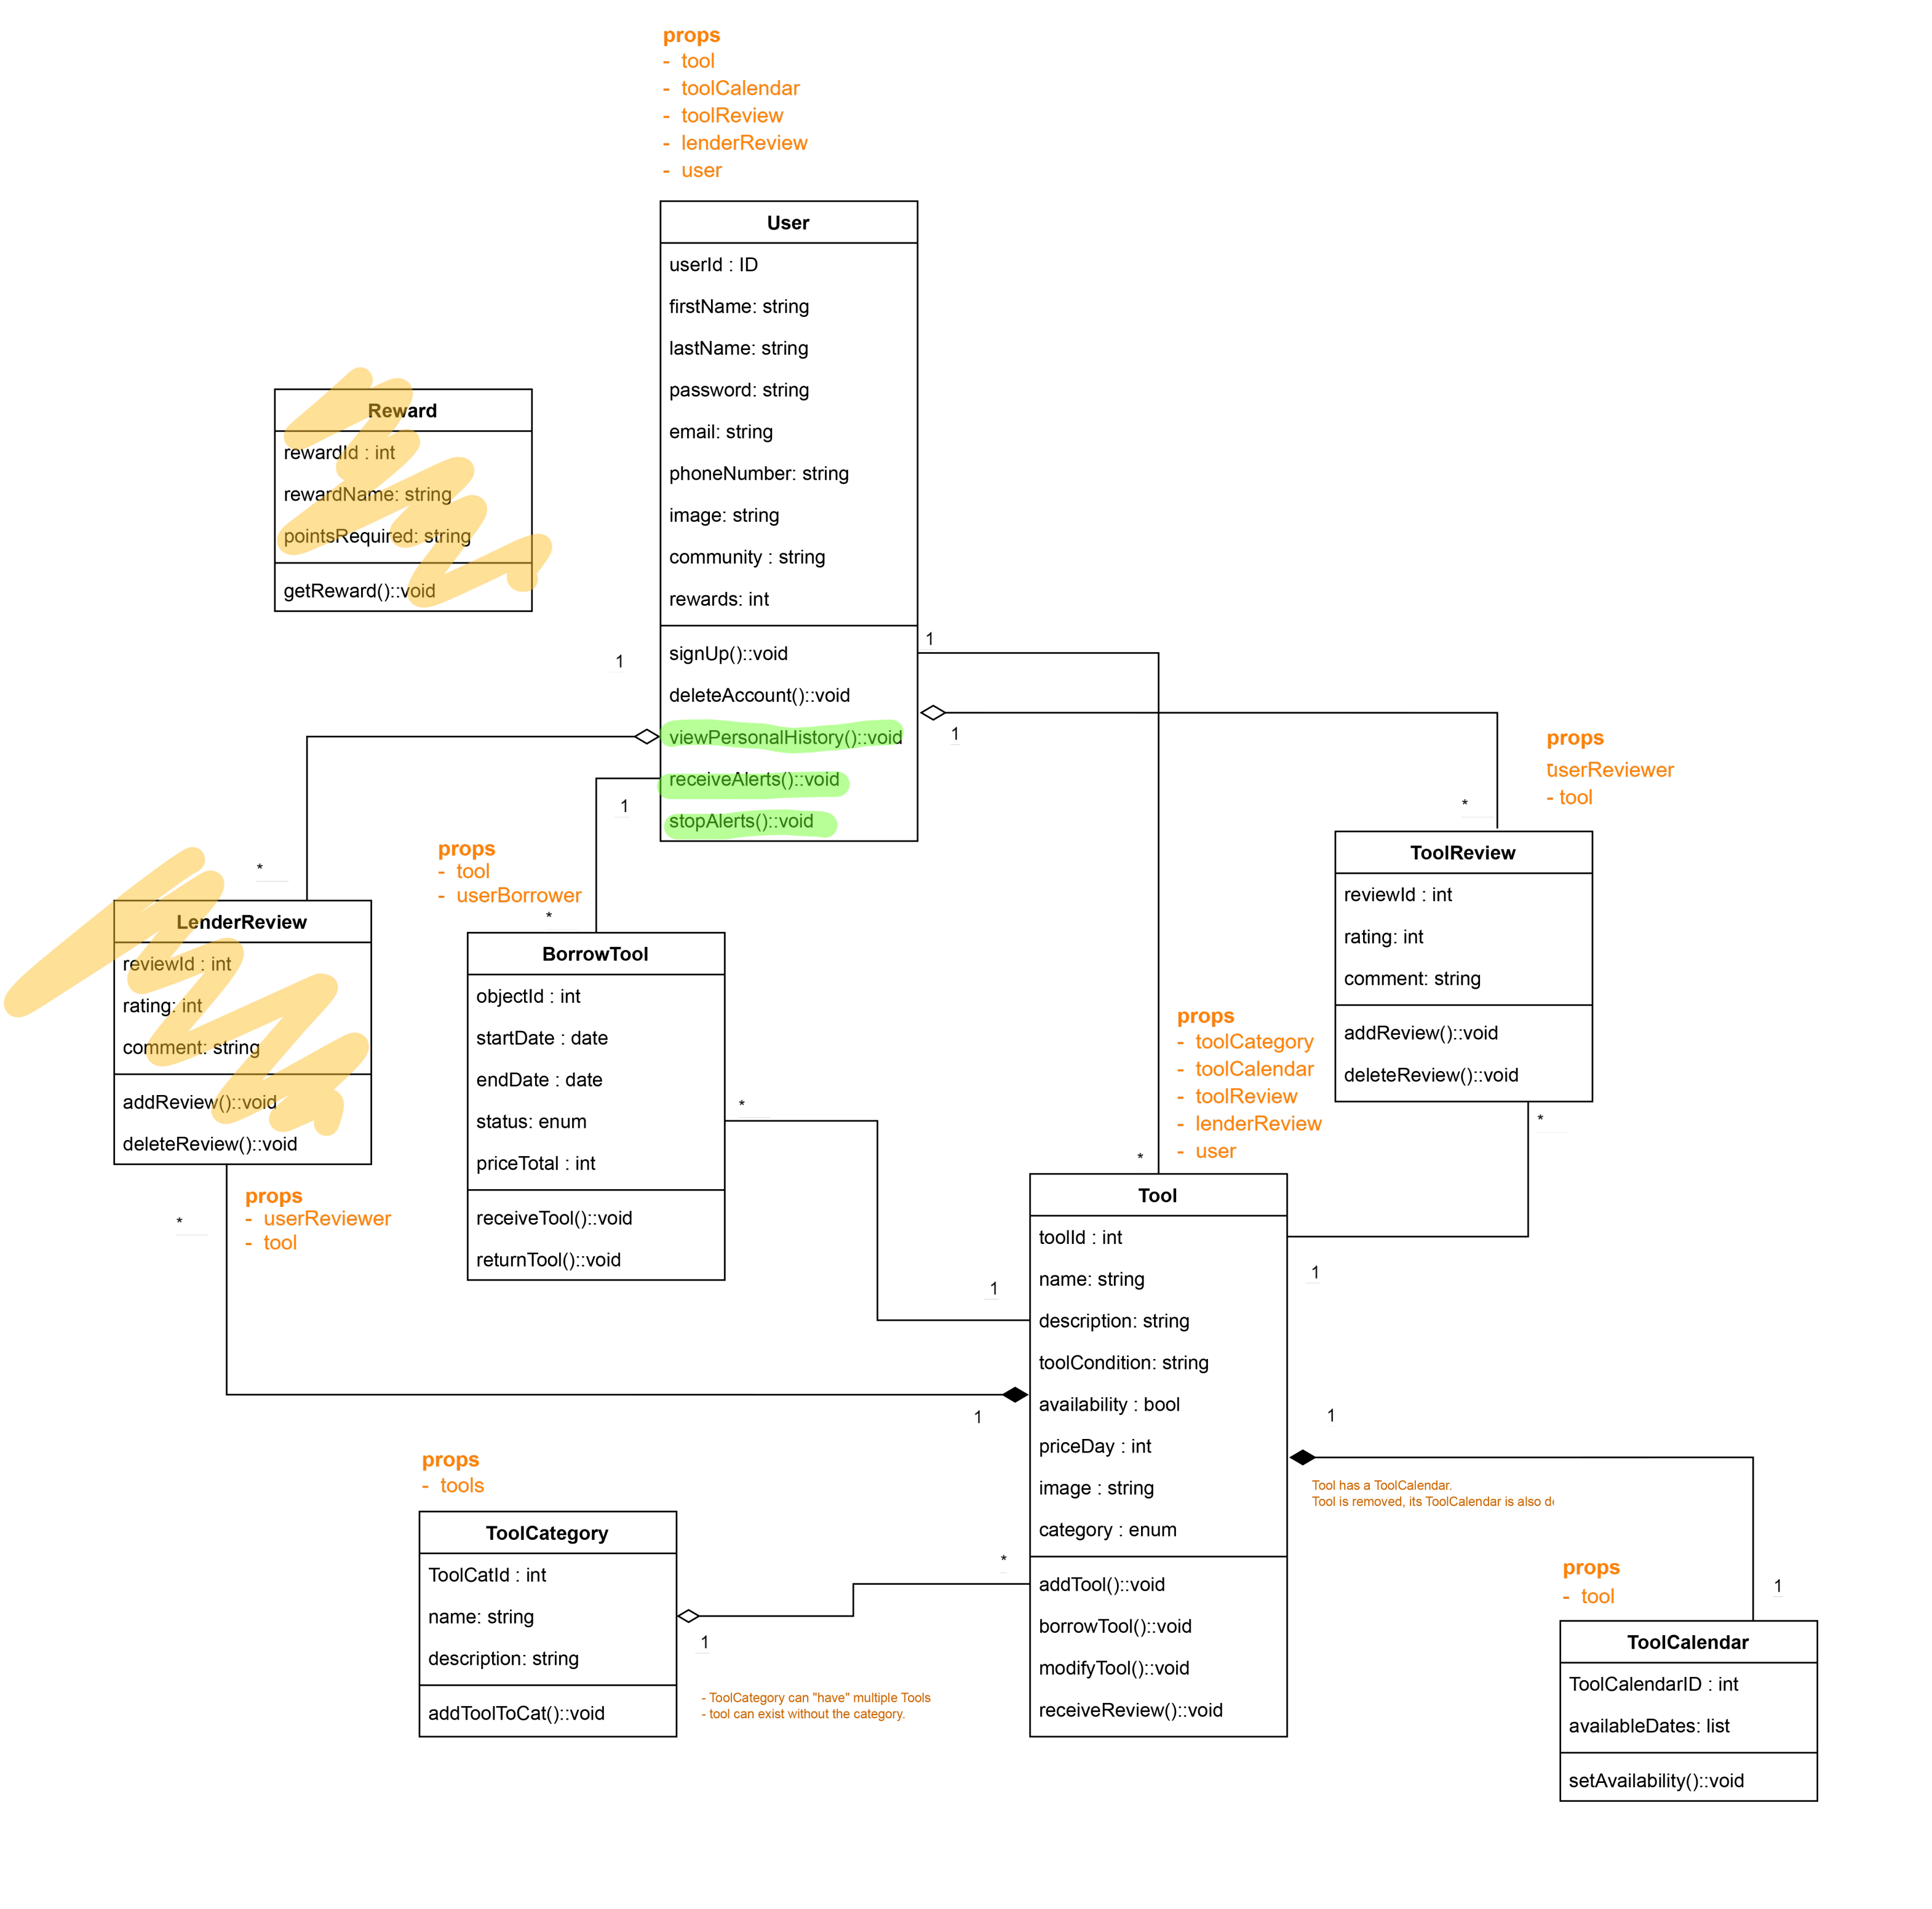 props
- tool
- toolCalendar
- toolReview
- lenderReview
- user
User
userId : ID
firstName: string
lastName: string
password: string
email: string
phoneNumber: string
image: string
community : string
rewards: int
signUp()::void
deleteAccount()::void
viewPersonalHistory()::void
receiveAlerts()::void
stopAlerts()::void
Reward
rewardId : int
rewardName: string
pointsRequired: string
getReward()::void
1
1
1
1
props
userReviewer
- tool
*
ToolReview
reviewId : int
rating: int
comment: string
addReview()::void
deleteReview()::void
*
1
*
LenderReview
reviewId : int
rating: int
comment: string
addReview()::void
deleteReview()::void
props
- userReviewer
- tool
*
props
- tool
- userBorrower
*
BorrowTool
objectId : int
startDate : date
endDate : date
status: enum
priceTotal : int
receiveTool()::void
returnTool()::void
*
1
1
props
- toolCategory
- toolCalendar
- toolReview
- lenderReview
- user
*
Tool
toolId : int
name: string
description: string
toolCondition: string
availability : bool
priceDay : int
image : string
category : enum
addTool()::void
borrowTool()::void
modifyTool()::void
receiveReview()::void
props
- tools
ToolCategory
ToolCatId : int
name: string
description: string
addToolToCat()::void
*
1
- ToolCategory can "have" multiple Tools
- tool can exist without the category.
1
Tool has a ToolCalendar.
Tool is removed, its ToolCalendar is also
props
- tool
1
ToolCalendar
ToolCalendarID : int
availableDates: list
setAvailability()::void